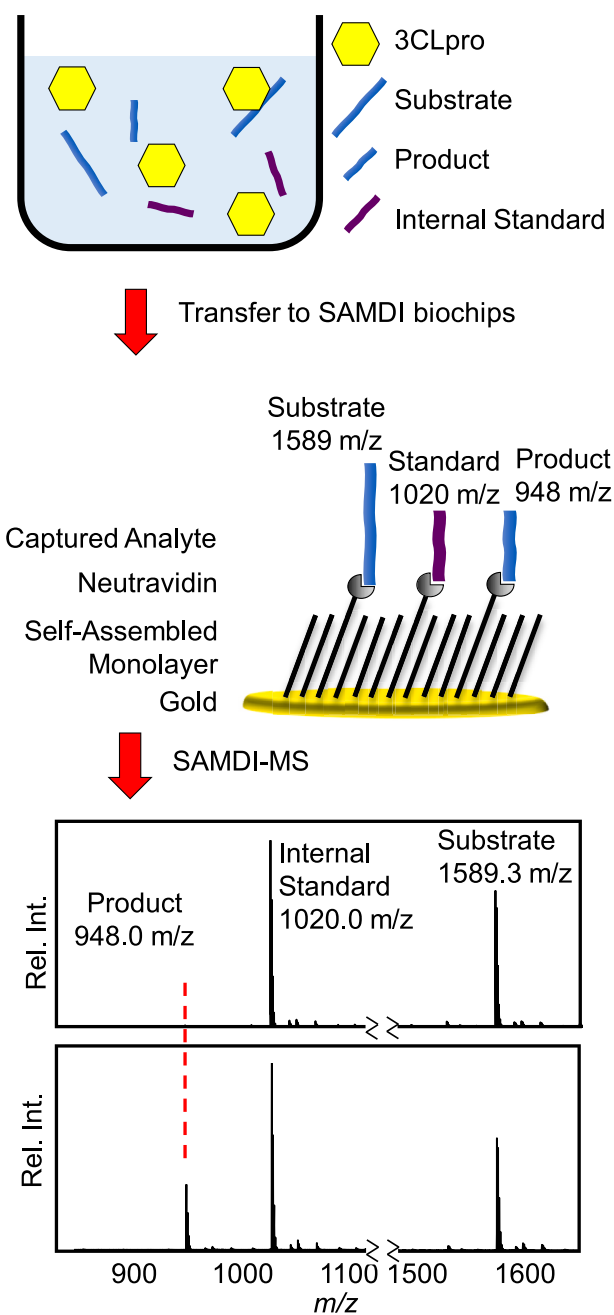 3CLpro
Substrate
Product
Internal Standard
Transfer to SAMDI biochips
Substrate
1589 m/z
Standard
1020 m/z
Product
948 m/z
Captured Analyte
Neutravidin
Self-Assembled
Monolayer
Gold
SAMDI-MS
Rel. Int.
Product
948.0 m/z
Internal
Standard
1020.0 m/z
Substrate
1589.3 m/z
Rel. Int.
900 1000 1100 1500 1600
m/z